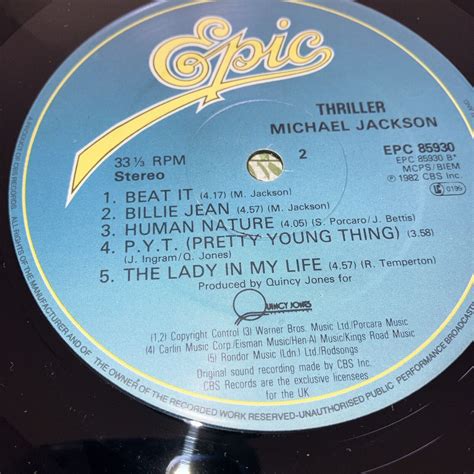 Epic
THRILLER
MICHAEL JACKSON
33⅓ RPM
Stereo
2
EPC 85930
EPC 85930 B*
MCPS/BIEM
℗ 1982 CBS Inc.
1. BEAT IT (4.17) (M. Jackson)
2. BILLIE JEAN (4.57) (M. Jackson)
3. HUMAN NATURE (4.05) (S. Porcaro/J. Bettis)
4. P.Y.T. (PRETTY YOUNG THING) (3.58)
(J. Ingram/Q. Jones)
5. THE LADY IN MY LIFE (4.57) (R. Temperton)
Produced by Quincy Jones for
QUINCY JONES
(1,2) Copyright Control (3) Warner Bros. Music Ltd/Porcara Music
(4) Carlin Music Corp/Eisman Music/Hen Al/Kings Road Music
(5) Rondor Music (Ldn.) Ltd/Rodsongs
Original sound recording made by CBS Inc.
CBS Records are the exclusive licensees
for the UK
ALL RIGHTS OF THE MANUFACTURER AND OF THE OWNER OF THE RECORDED WORK RESERVED-UNAUTHORISED PUBLIC PERFORMANCE BROADCAST